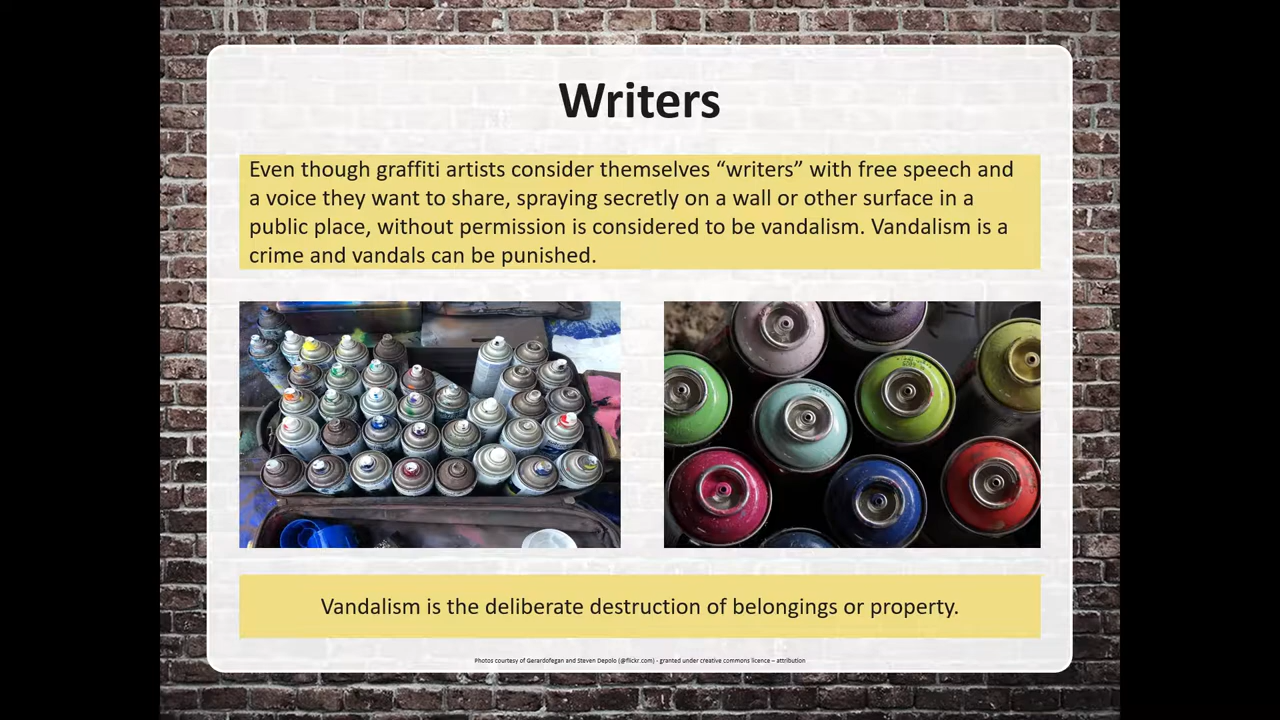 Writers
Even though graffiti artists consider themselves “writers” with free speech and
a voice they want to share, spraying secretly on a wall or other surface in a
public place, without permission is considered to be vandalism. Vandalism is a
crime and vandals can be punished.
Vandalism is the deliberate destruction of belongings or property.
Photos courtesy of Gerardofegan and Steven Depolo (@flickr.com) - granted under creative commons licence – attribution